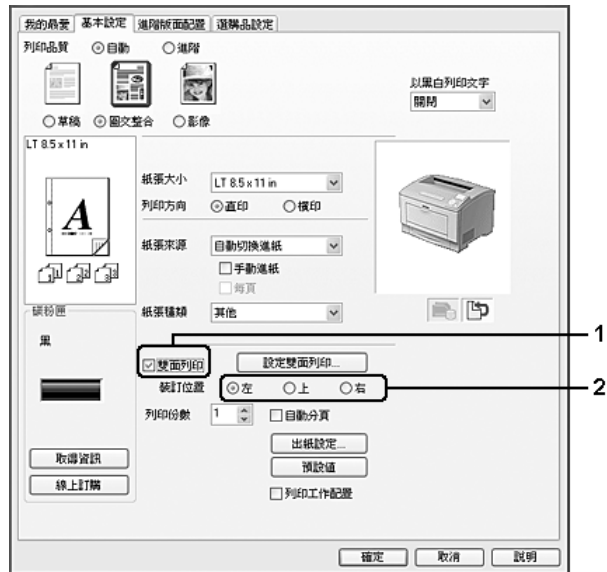 我的最愛 基本設定 進階版面配置 選購品設定
列印品質 自動 進階
以黑白列印文字
開閉
草稿 圖文整合 影像
LT 8.5 x 11 in
紙張大小 LT 8.5 x 11 in
A
列印方向 直印 橫印
紙張來源 自動切換進紙
手動進紙
每頁
碳粉匣
紙張種類 其他
黑
1
雙面列印 設定雙面列印...
裝訂位置 左 上 右
2
列印份數 1 自動分頁
出紙設定...
取得資訊
預設值
線上訂購
列印工作配置
確定 取消 說明